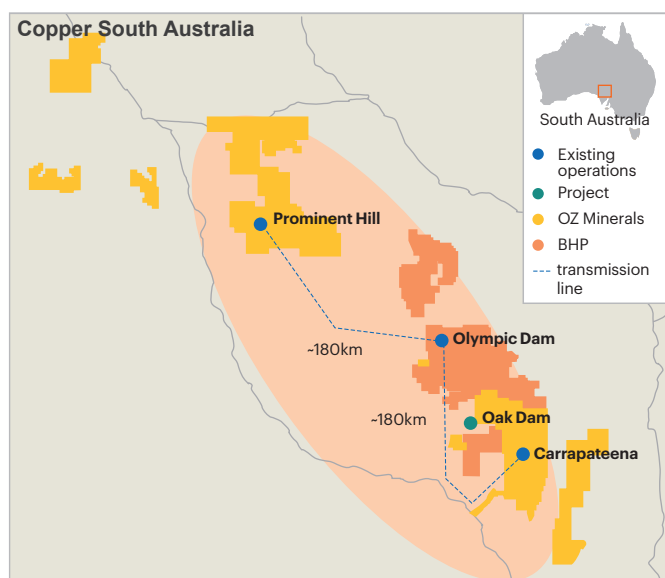 Copper South Australia
South Australia
Existing
operations
Project
OZ Minerals
BHP
transmission
line
Prominent Hill
Olympic Dam
~180km
~180km
Oak Dam
Carrapateena